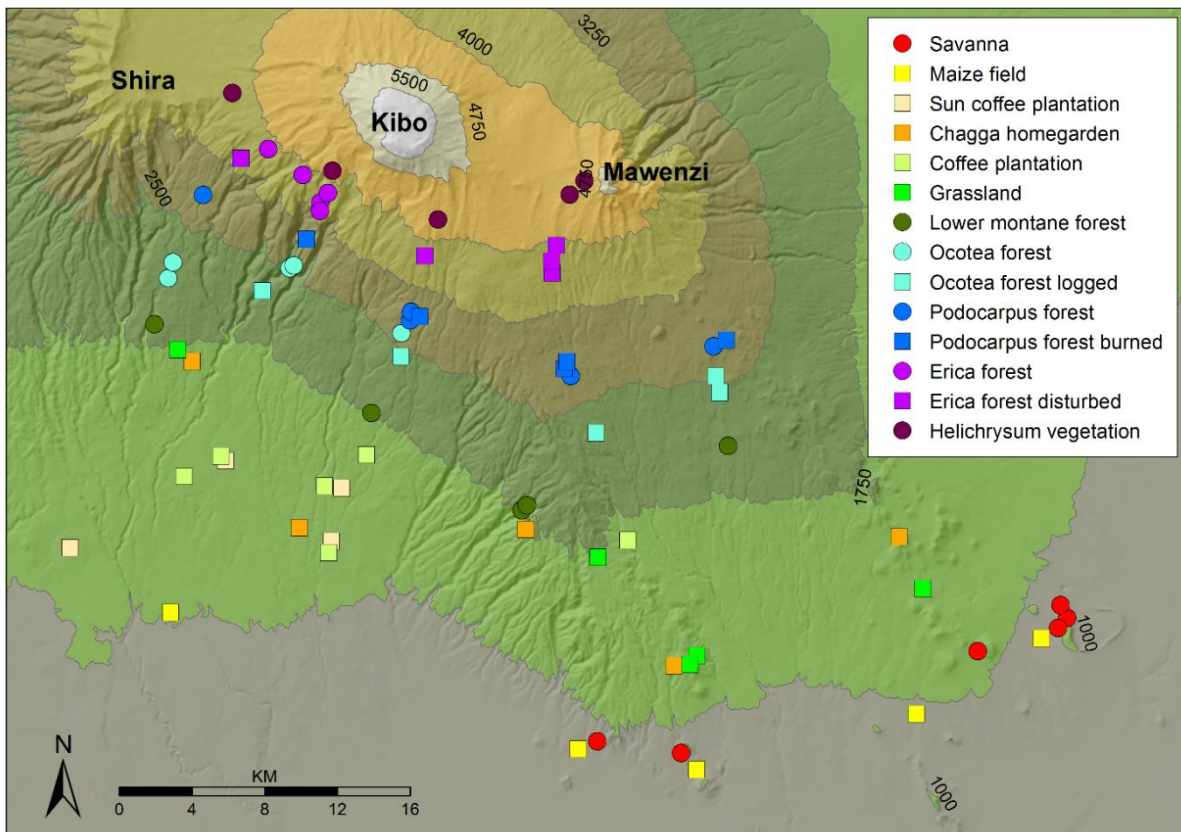 4000
3250
Shira
5500
Kibo
4750
Mawenzi
4750
2500
Savanna
Maize field
Sun coffee plantation
Chagga homegarden
Coffee plantation
Grassland
Lower montane forest
Ocotea forest
Ocotea forest logged
Podocarpus forest
Podocarpus forest burned
Erica forest
Erica forest disturbed
Helichrysum vegetation
1750
1000
1000
N
KM
0 4 8 12 16